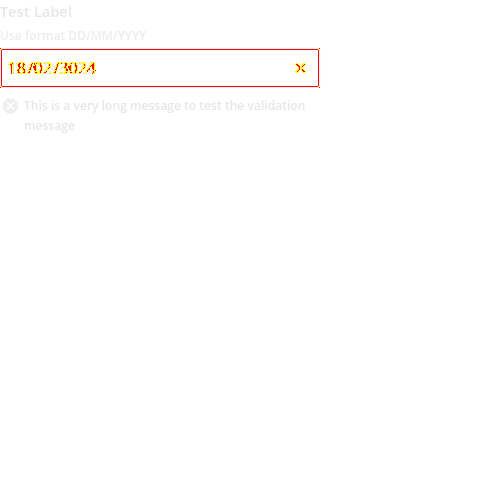 Test Label
Use format DD/MM/YYYY
18/02/3024
This is a very long message to test the validation
message